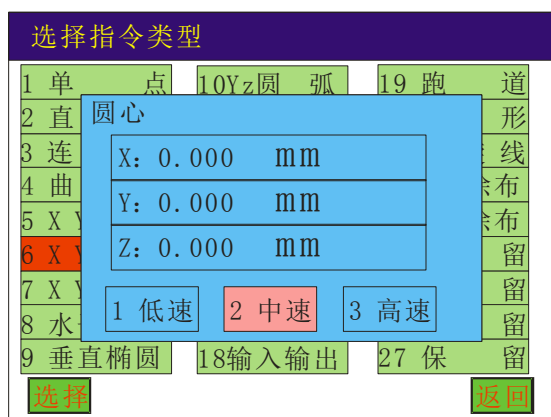 选择指令类型
1 单 点 10Yz圆 弧 19 跑 道
2 直 形
3 连 线
4 曲 涂布
5 X Y 涂布
6 X Y 留
7 X Y 留
8 水 留
9 垂直椭圆 18输入输出 27 保 留
圆心
X: 0.000 mm
Y: 0.000 mm
Z: 0.000 mm
1 低速 2 中速 3 高速
选择 返回